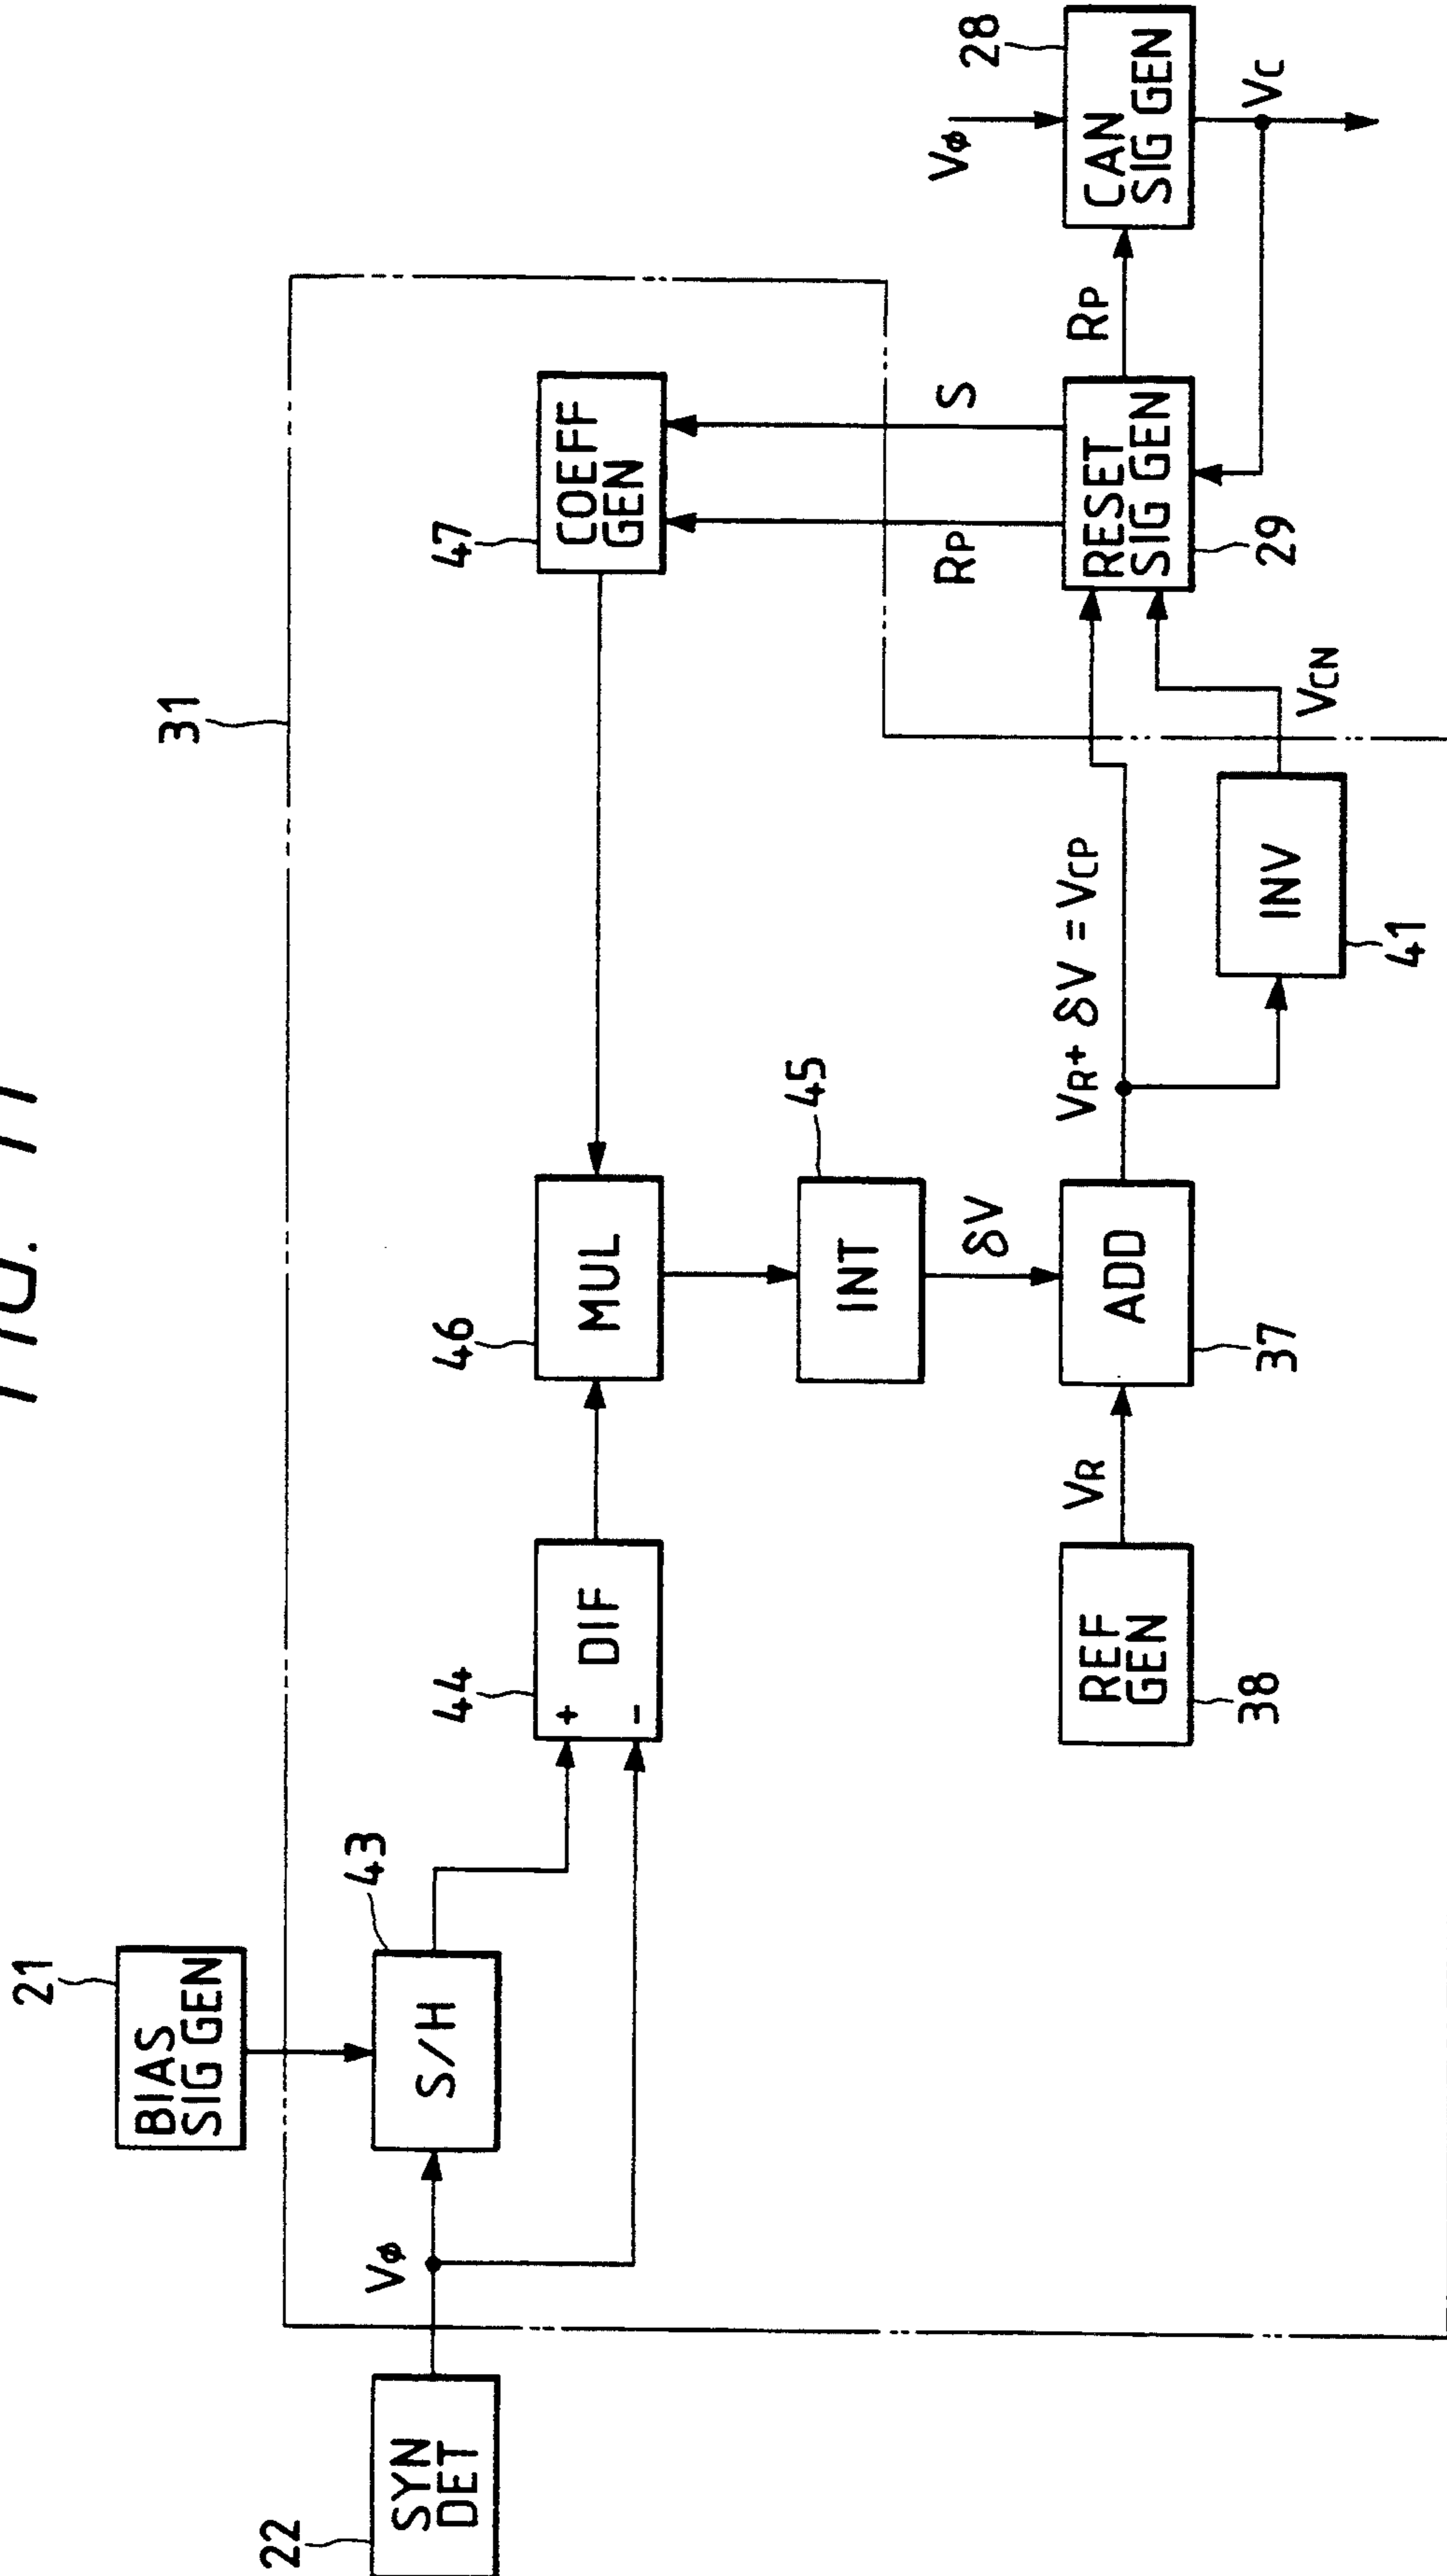 21
BIAS
SIG GEN
31
22
SYN
DET
Vφ
43
S/H
44
+
-
DIF
46
MUL
47
COEFF
GEN
45
INT
δV
Rp
S
38
REF
GEN
VR
37
ADD
VR+ δV = VCP
41
INV
VCN
RESET
SIG GEN
29
Rp
Vφ
28
CAN
SIG GEN
VC